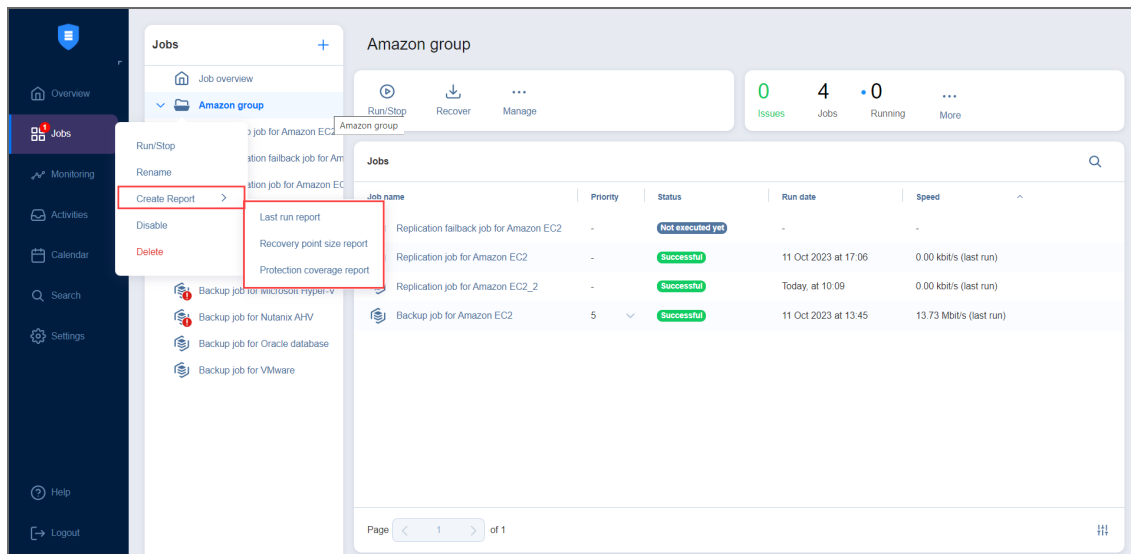 Overview
1
Jobs
Monitoring
Activities
Calendar
Search
Settings
Help
Logout
Jobs
+
Job overview
Amazon group
job for Amazon EC2
ation failback job for Am
ation job for Amazon EC
Backup job for Microsoft Hyper-V
Backup job for Nutanix AHV
Backup job for Oracle database
Backup job for VMware
Run/Stop
Rename
Create Report >
Disable
Delete
Last run report
Recovery point size report
Protection coverage report
Amazon group
Run/Stop
Recover
Manage
Amazon group
0
Issues
4
Jobs
0
Running
More
Jobs
Job name Priority Status Run date Speed
Replication failback job for Amazon EC2 - Not executed yet - -
Replication job for Amazon EC2 - Successful 11 Oct 2023 at 17:06 0.00 kbit/s (last run)
Replication job for Amazon EC2_2 - Successful Today, at 10:09 0.00 kbit/s (last run)
Backup job for Amazon EC2 5 Successful 11 Oct 2023 at 13:45 13.73 Mbit/s (last run)
Page < 1 > of 1